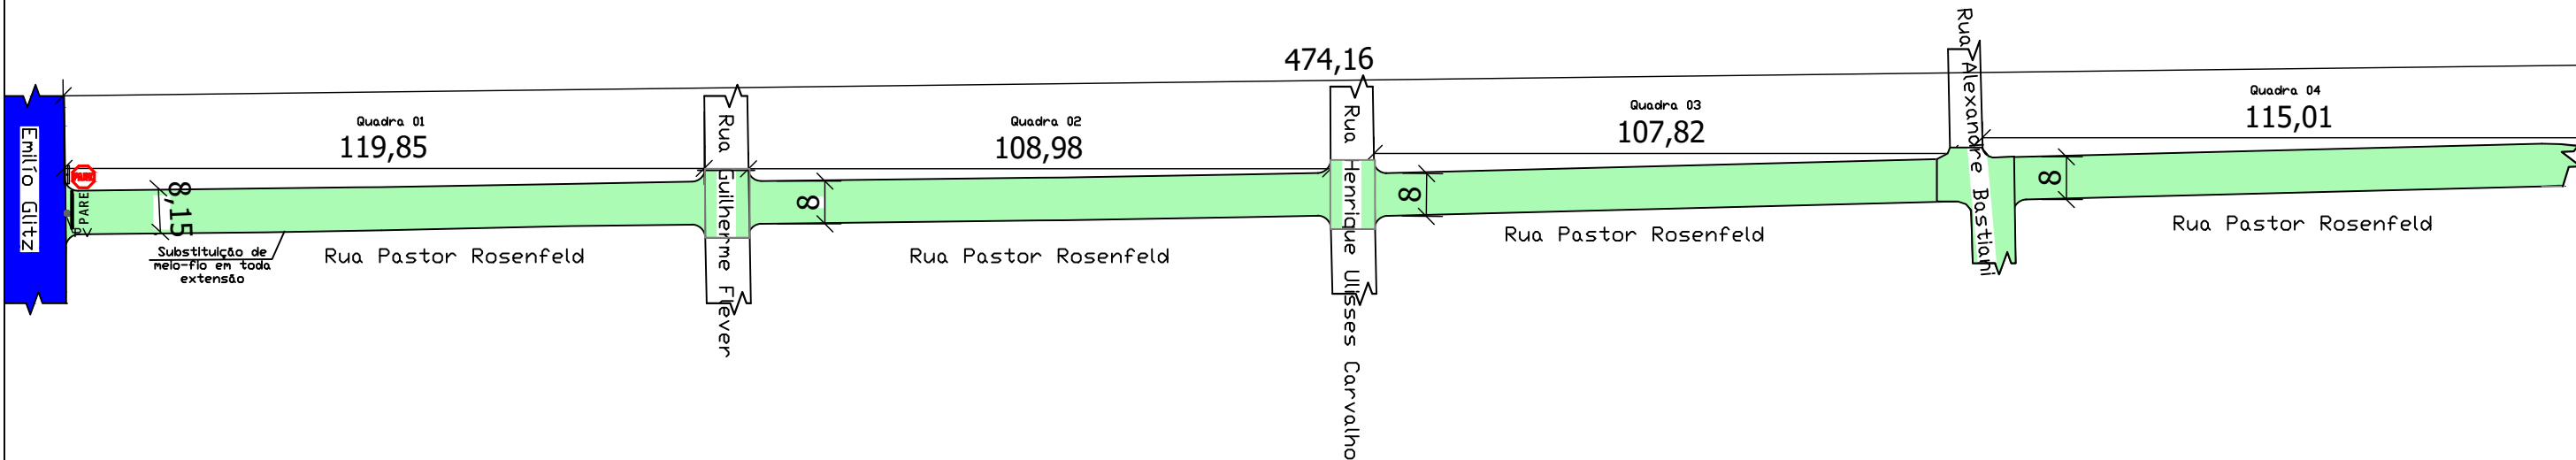 474,16
Quadra 01
119,85
Quadra 02
108,98
Quadra 03
107,82
Quadra 04
115,01
Emilío Glitz
PARE
PARE
8,15
Substituição de
meio-fio em toda
extensão
Rua Pastor Rosenfeld
Rua Guilherme Flever
8
Rua Pastor Rosenfeld
Rua Henrique Ulisses Carvalho
8
Rua Pastor Rosenfeld
Rua Alexandre Bastiani
8
Rua Pastor Rosenfeld